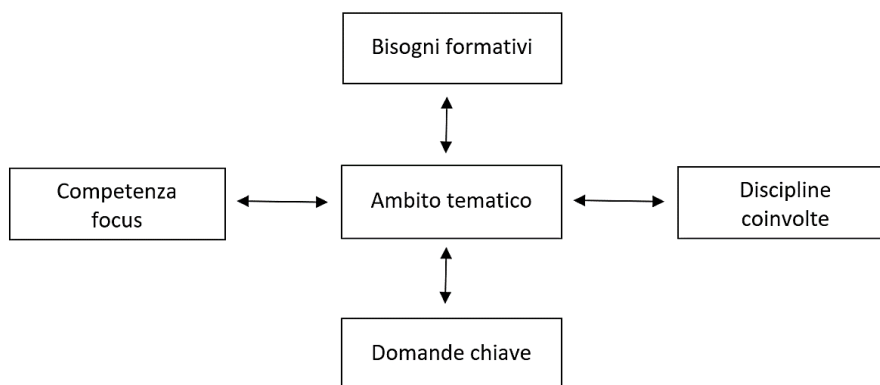 Bisogni formativi
Competenza
focus
Ambito tematico
Discipline
coinvolte
Domande chiave